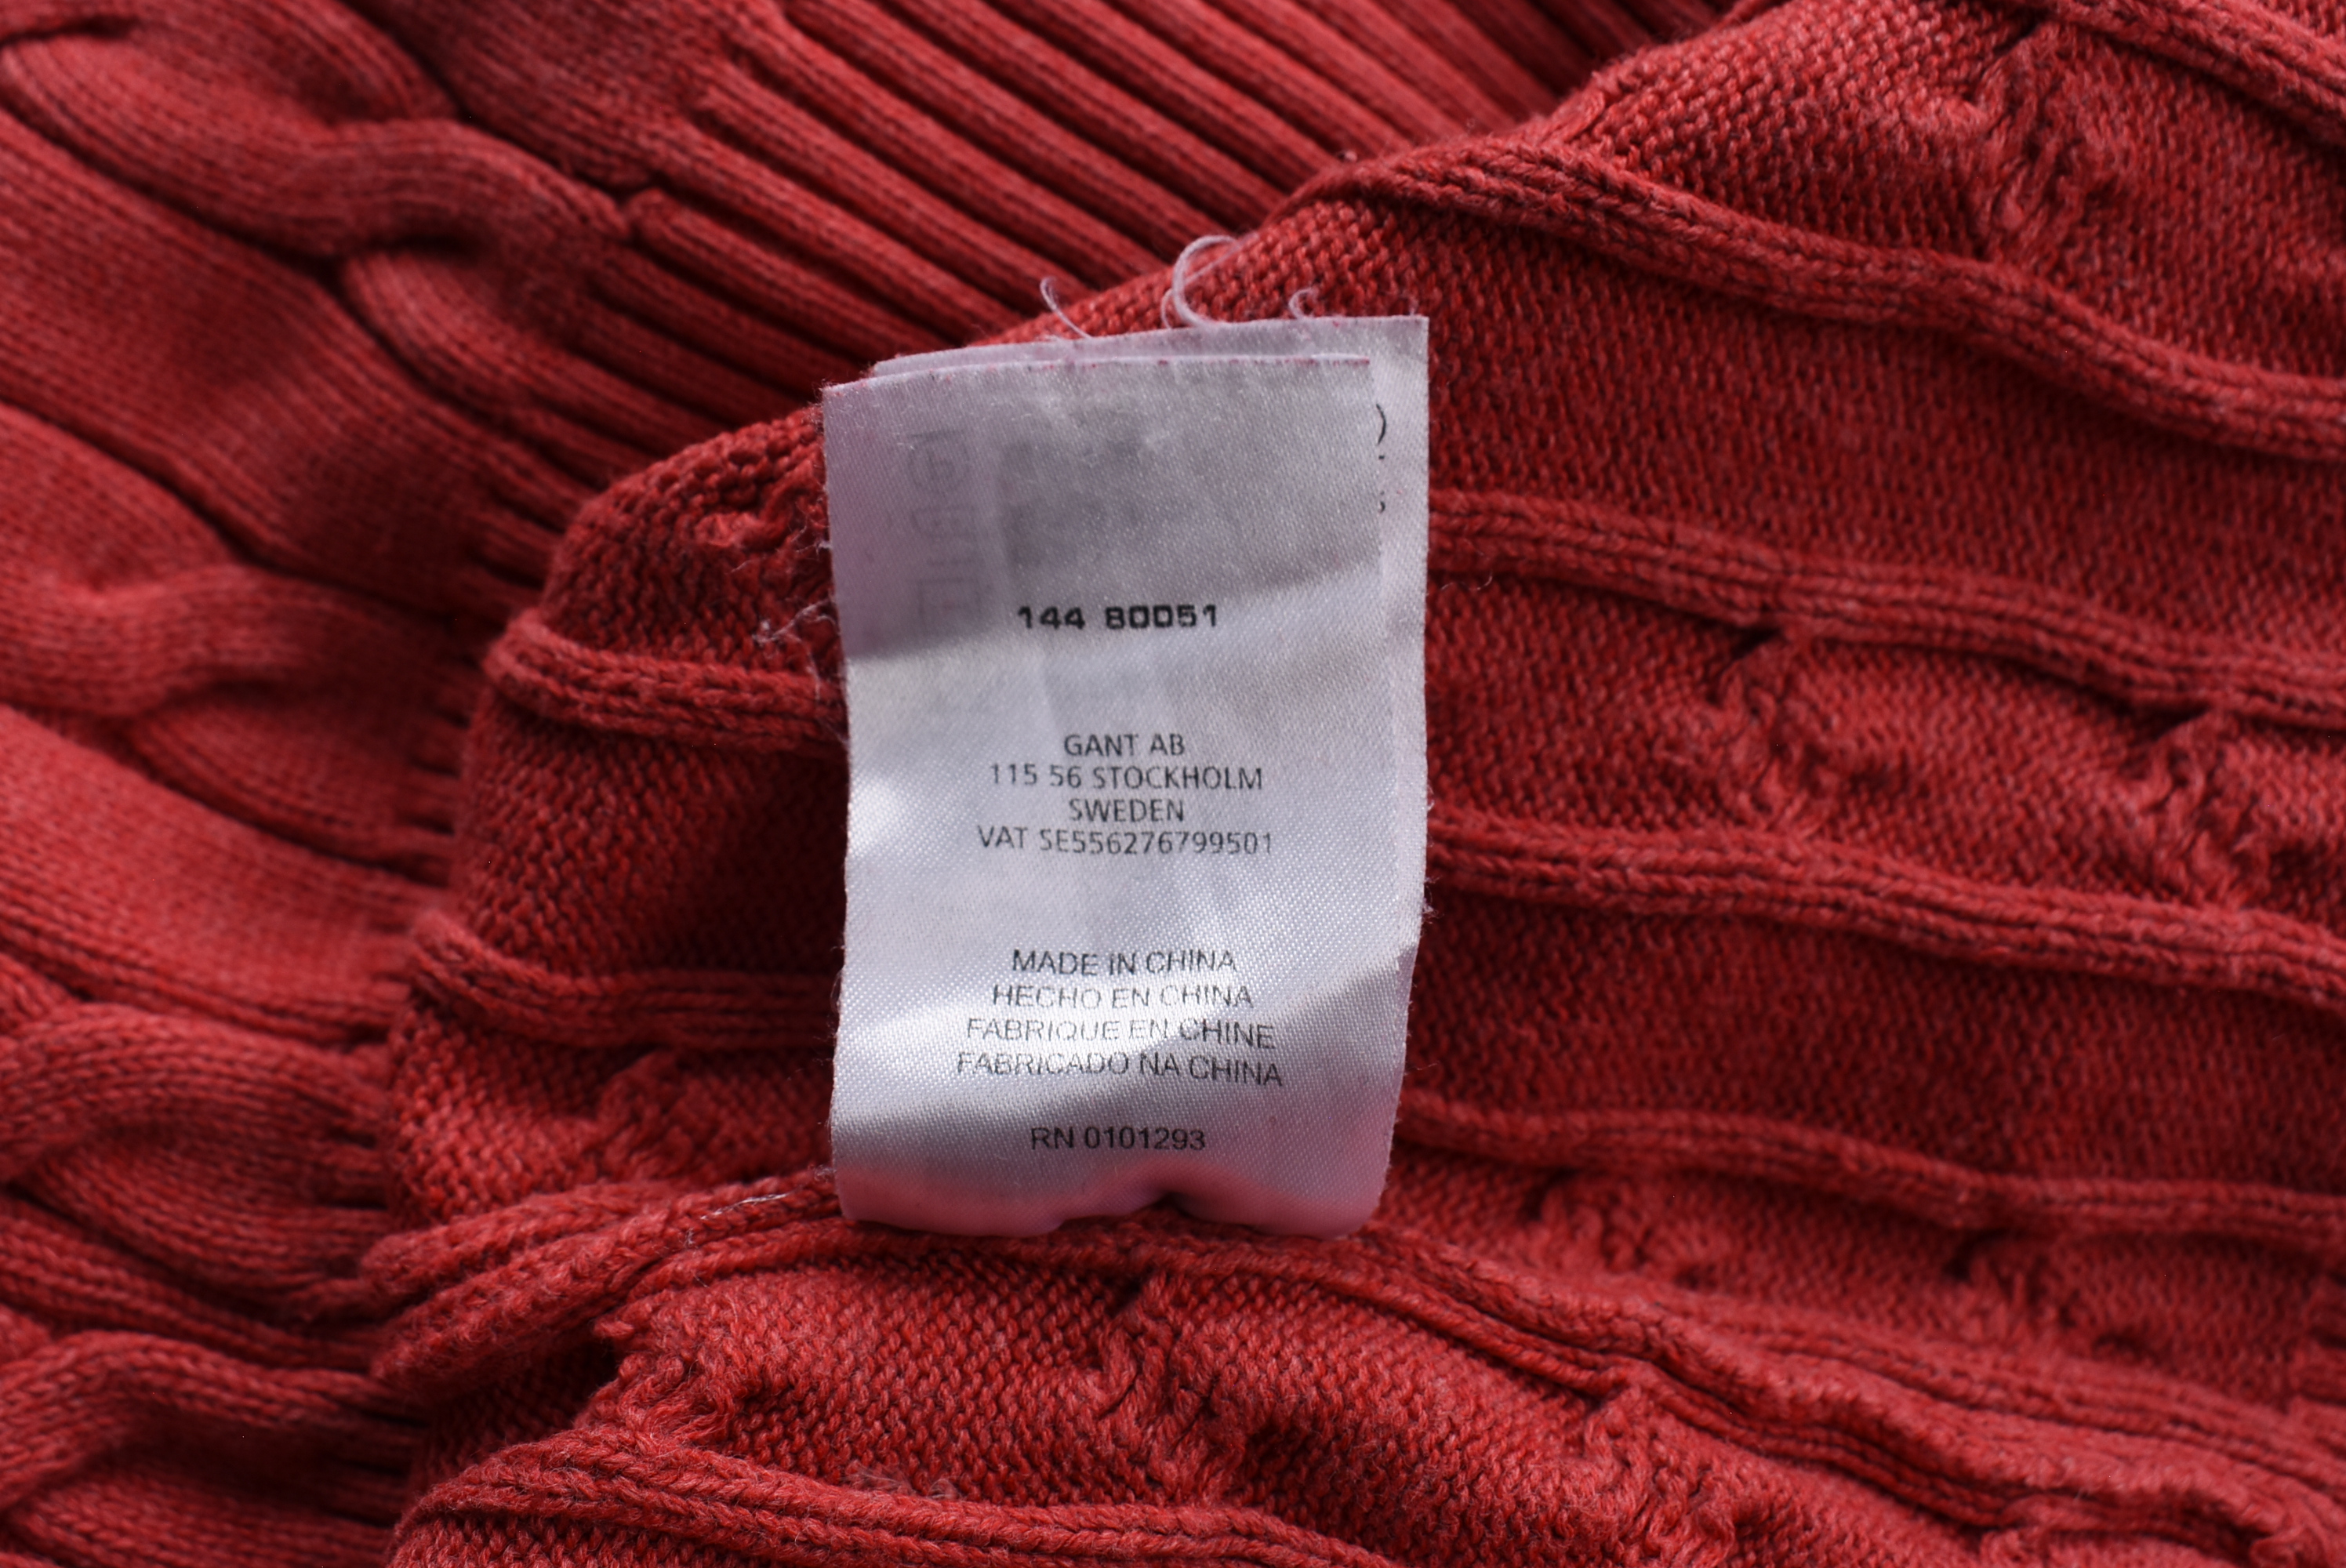 144 80051
GANT AB
115 56 STOCKHOLM
SWEDEN
VAT SE556276799501
MADE IN CHINA
HECHO EN CHINA
FABRIQUE EN CHINE
FABRICADO NA CHINA
RN 0101293